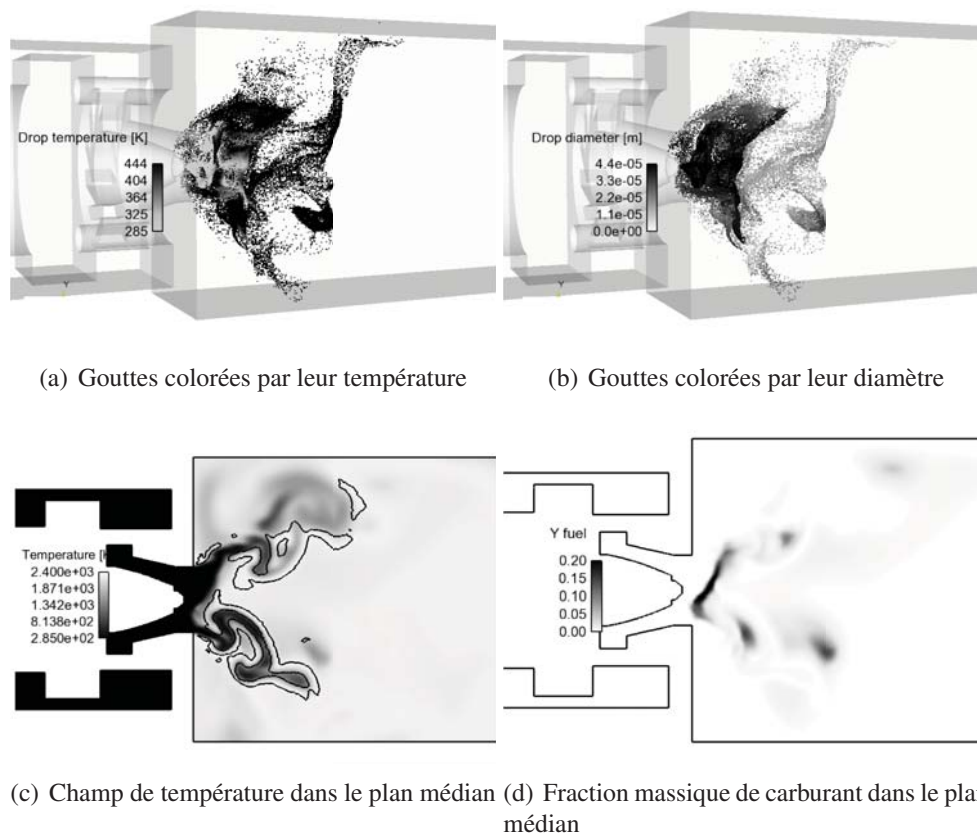 Drop temperature [K]
444
404
364
325
285
Y
Drop diameter [m]
4.4e-05
3.3e-05
2.2e-05
1.1e-05
0.0e+00
Y
(a) Gouttes colorées par leur température
(b) Gouttes colorées par leur diamètre
Temperature [
2.400e+03
1.871e+03
1.342e+03
8.138e+02
2.850e+02
Y fuel
0.20
0.15
0.10
0.05
0.00
(c) Champ de température dans le plan médian
(d) Fraction massique de carburant dans le pla
médian